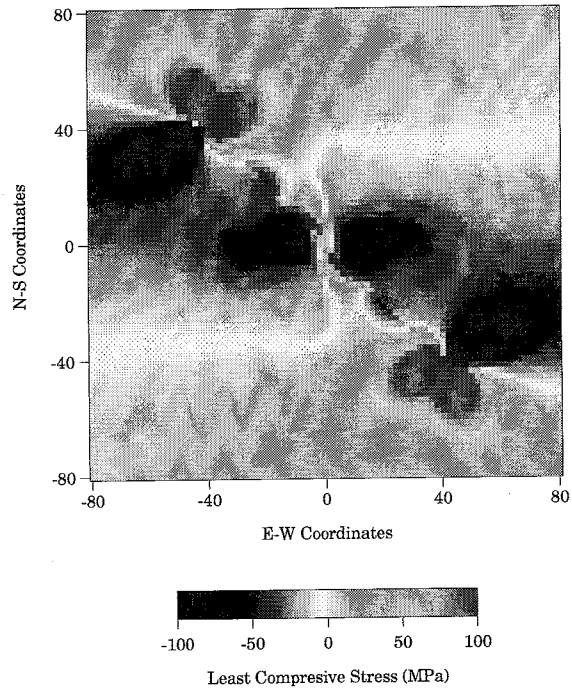 80
40
0
-40
-80
N-S Coordinates
-80 -40 0 40 80
E-W Coordinates
-100 -50 0 50 100
Least Compresive Stress (MPa)